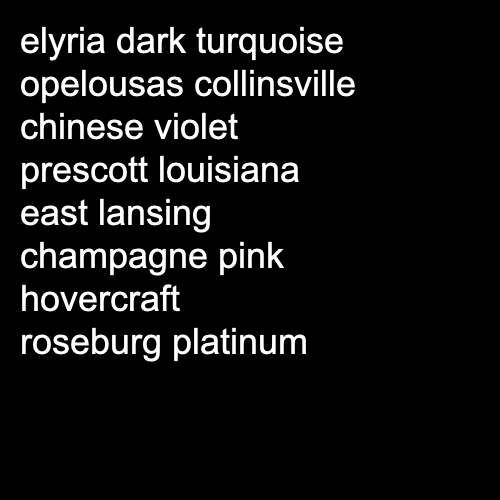 elyria dark turquoise
opelousas collinsville
chinese violet
prescott louisiana
east lansing
champagne pink
hovercraft
roseburg platinum